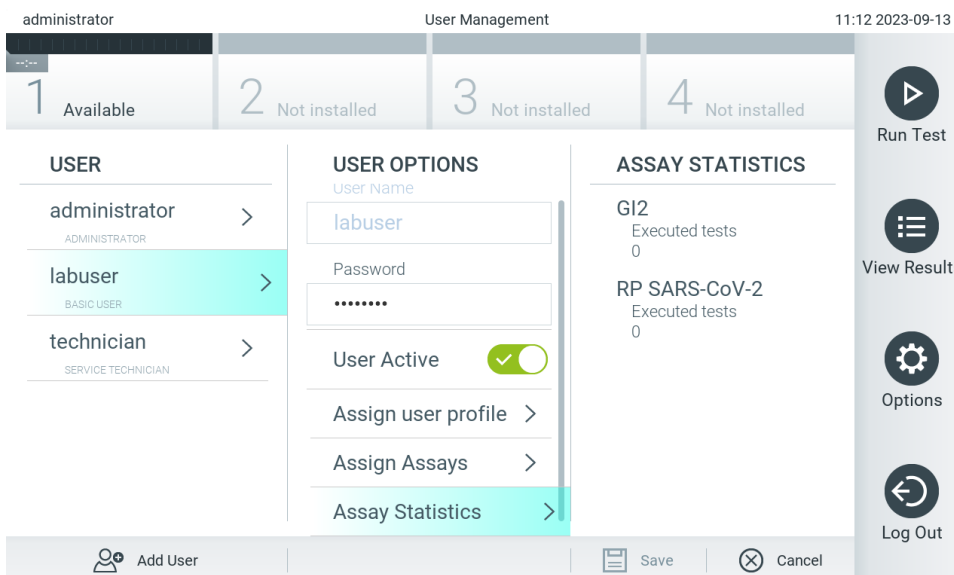 administrator
User Management
11:12 2023-09-13
--:--
1 Available
2 Not installed
3 Not installed
4 Not installed
USER
administrator
ADMINISTRATOR
labuser
BASIC USER
technician
SERVICE TECHNICIAN
USER OPTIONS
User Name
labuser
Password
••••••••
User Active
Assign user profile
Assign Assays
Assay Statistics
ASSAY STATISTICS
GI2
Executed tests
0
RP SARS-CoV-2
Executed tests
0
Run Test
View Result
Options
Log Out
Add User
Save
Cancel